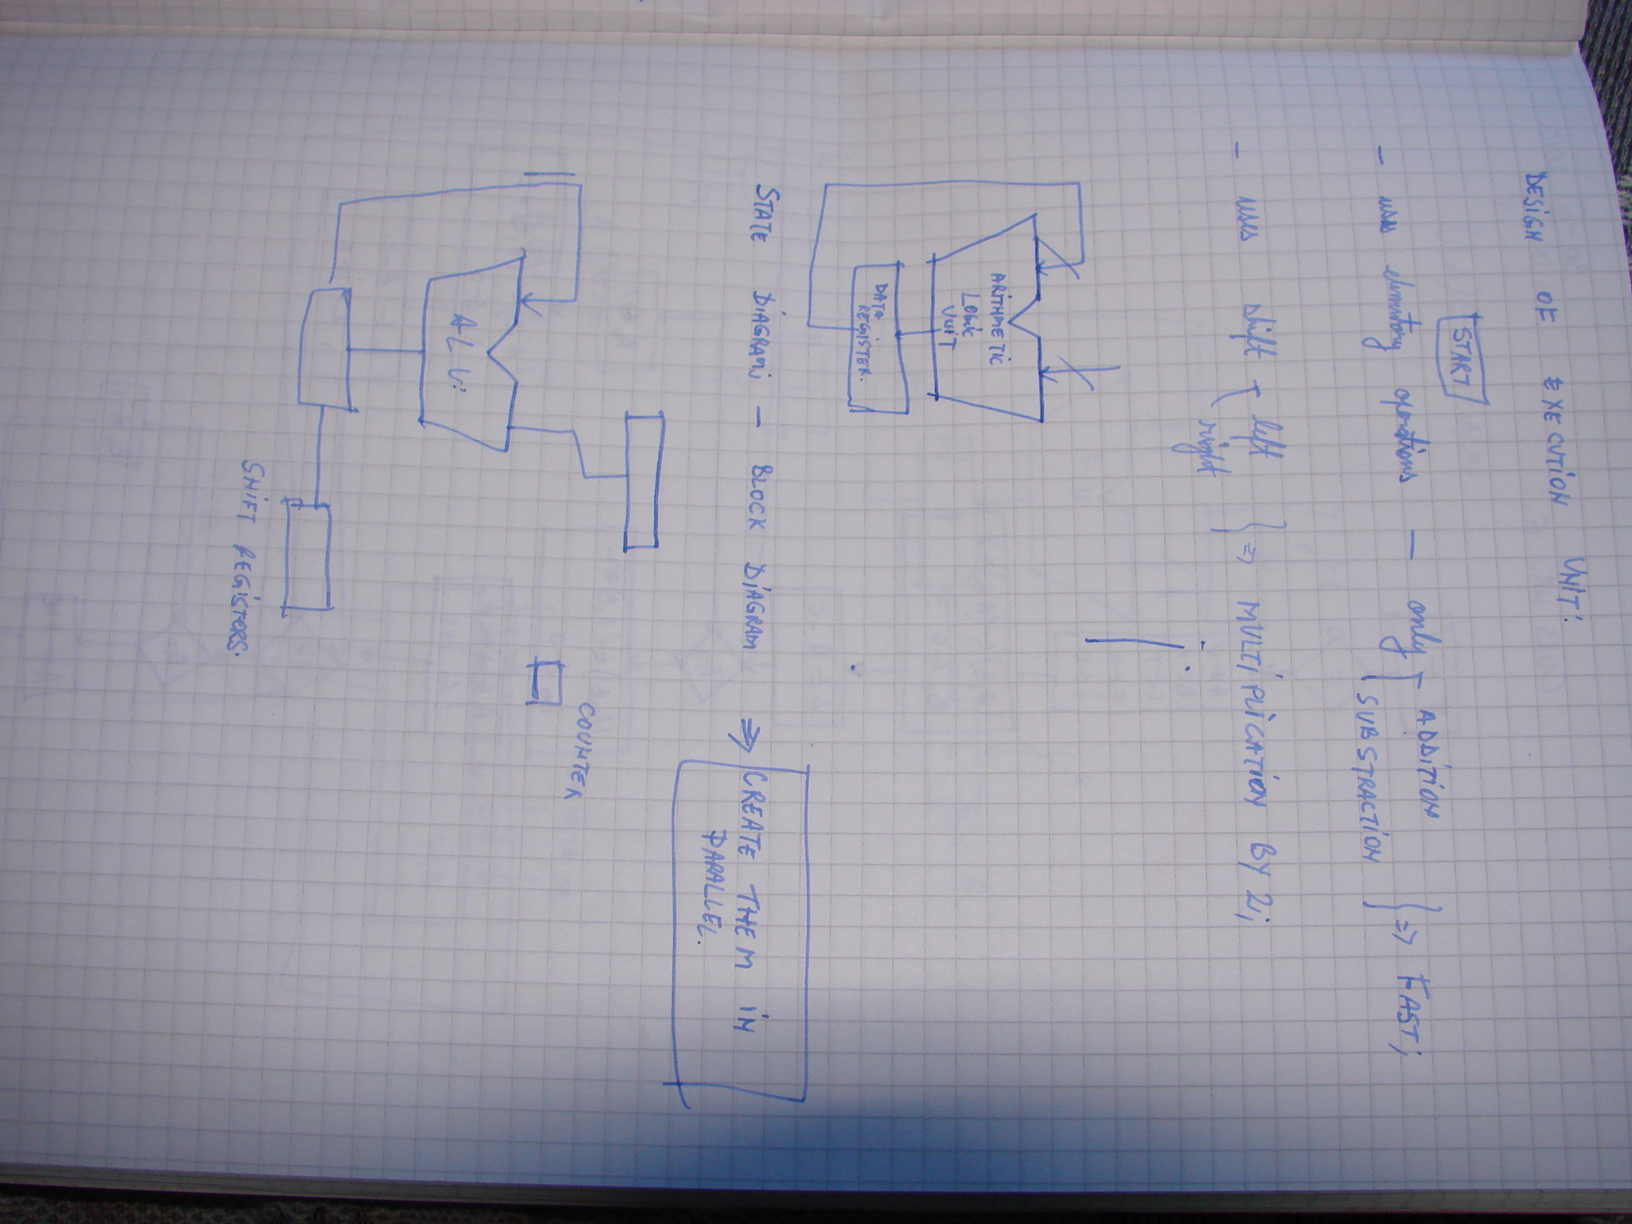 DESIGN OF EXECUTION UNIT:
START
- uses elementary operations — only { ADDITION
SUBSTRACTION } => FAST;
- uses shift { left
right } => MULTIPLICATION BY 2;
ARITHMETIC
LOGIC
UNIT
DATA
REGISTER.
STATE DIAGRAM — BLOCK DIAGRAM => CREATE THEM IN
PARALLEL.
COUNTER
ALU
SHIFT REGISTORS.